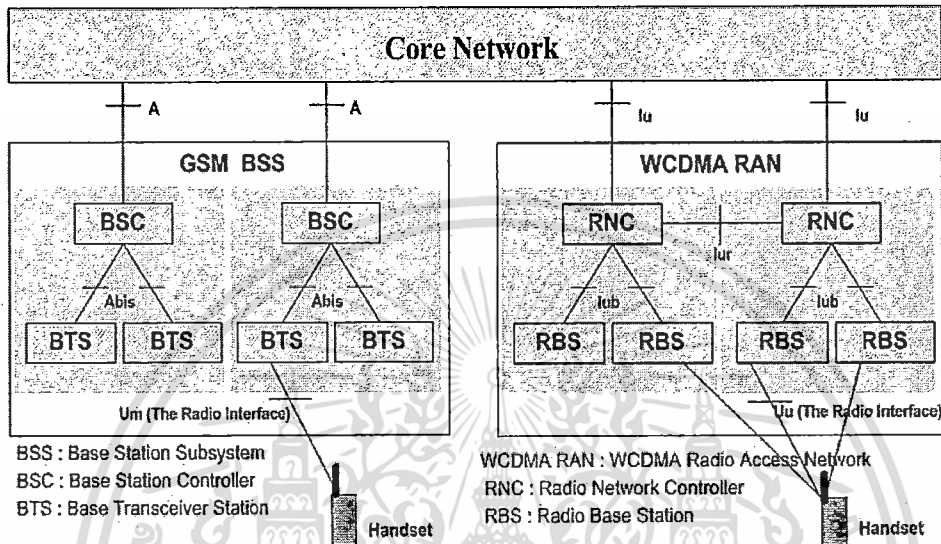 Core Network
A
A
Iu
Iu
GSM BSS
WCDMA RAN
BSC
BSC
RNC
RNC
Iur
Abis
Abis
Iub
Iub
BTS
BTS
BTS
BTS
RBS
RBS
RBS
RBS
Um (The Radio Interface)
Uu (The Radio Interface)
BSS : Base Station Subsystem
BSC : Base Station Controller
BTS : Base Transceiver Station
Handset
WCDMA RAN : WCDMA Radio Access Network
RNC : Radio Network Controller
RBS : Radio Base Station
Handset